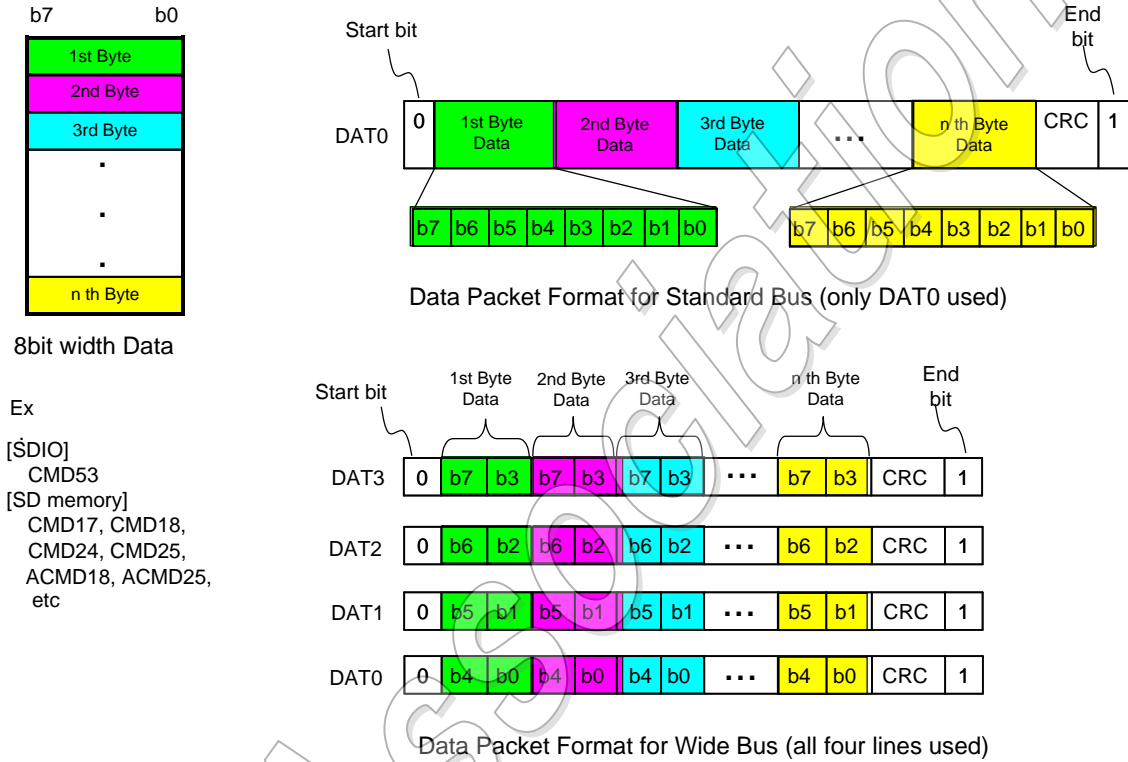 b7 b0
1st Byte
2nd Byte
3rd Byte
.
.
.
n th Byte
8bit width Data
Ex
[SDIO]
CMD53
[SD memory]
CMD17, CMD18,
CMD24, CMD25,
ACMD18, ACMD25,
etc
Start bit
End
bit
DAT0 0 1st Byte Data 2nd Byte Data 3rd Byte Data ... n th Byte Data CRC 1
b7 b6 b5 b4 b3 b2 b1 b0 b7 b6 b5 b4 b3 b2 b1 b0
Data Packet Format for Standard Bus (only DAT0 used)
Start bit
1st Byte Data
2nd Byte Data
3rd Byte Data
n th Byte Data
End
bit
DAT3 0 b7 b3 b7 b3 b7 b3 ... b7 b3 CRC 1
DAT2 0 b6 b2 b6 b2 b6 b2 ... b6 b2 CRC 1
DAT1 0 b5 b1 b5 b1 b5 b1 ... b5 b1 CRC 1
DAT0 0 b4 b0 b4 b0 b4 b0 ... b4 b0 CRC 1
Data Packet Format for Wide Bus (all four lines used)
Association